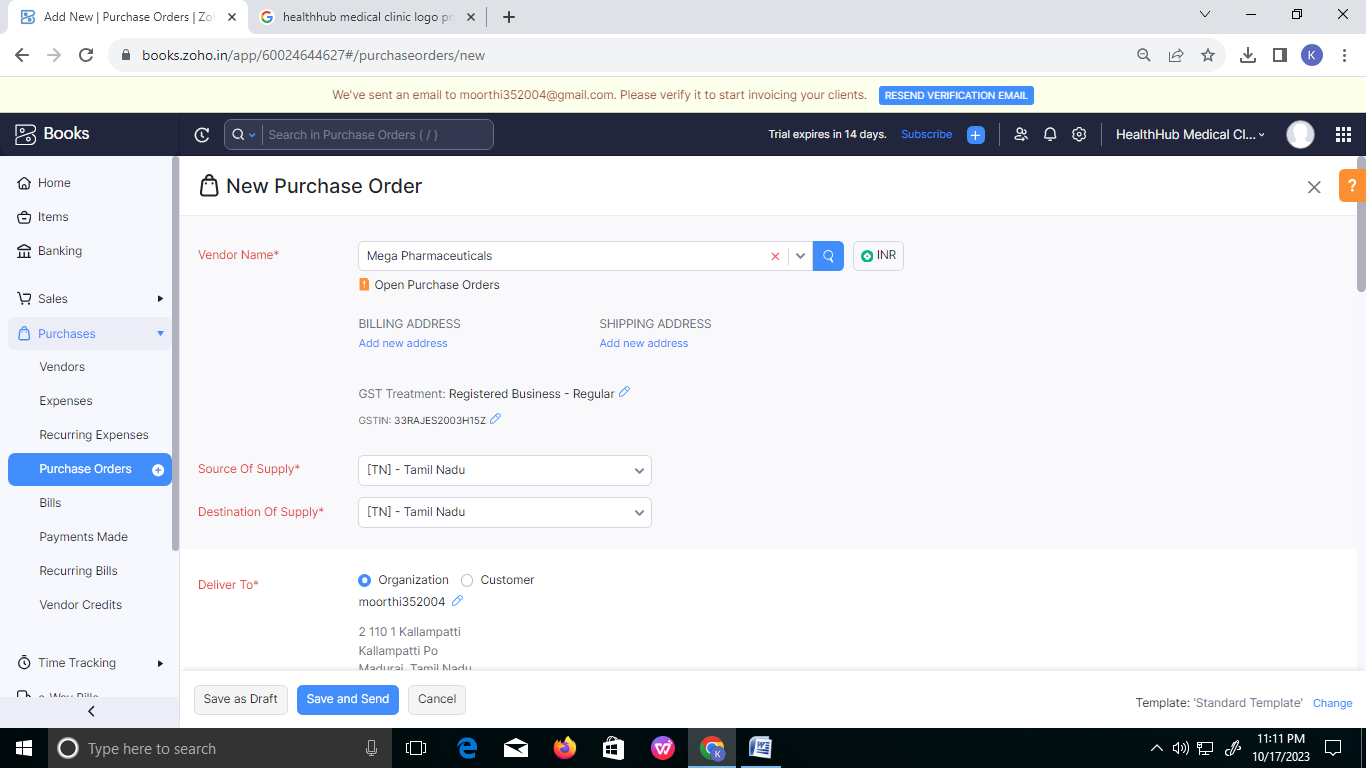 Add New | Purchase Orders | Zo
healthhub medical clinic logo pr
books.zoho.in/app/60024644627#/purchaseorders/new
K
We've sent an email to moorthi352004@gmail.com. Please verify it to start invoicing your clients. RESEND VERIFICATION EMAIL
Books
Search in Purchase Orders ( / )
Trial expires in 14 days. Subscribe
HealthHub Medical Cl...
Home
Items
Banking
Sales
Purchases
Vendors
Expenses
Recurring Expenses
Purchase Orders
Bills
Payments Made
Recurring Bills
Vendor Credits
Time Tracking
e-Way Bills
New Purchase Order
?
Vendor Name*
Mega Pharmaceuticals
INR
Open Purchase Orders
BILLING ADDRESS SHIPPING ADDRESS
Add new address Add new address
GST Treatment: Registered Business - Regular
GSTIN: 33RAJES2003H15Z
Source Of Supply* [TN] - Tamil Nadu
Destination Of Supply* [TN] - Tamil Nadu
Deliver To* Organization Customer
moorthi352004
2 110 1 Kallampatti
Kallampatti Po
Madurai, Tamil Nadu
Save as Draft Save and Send Cancel
Template: 'Standard Template' Change
Type here to search
11:11 PM
10/17/2023